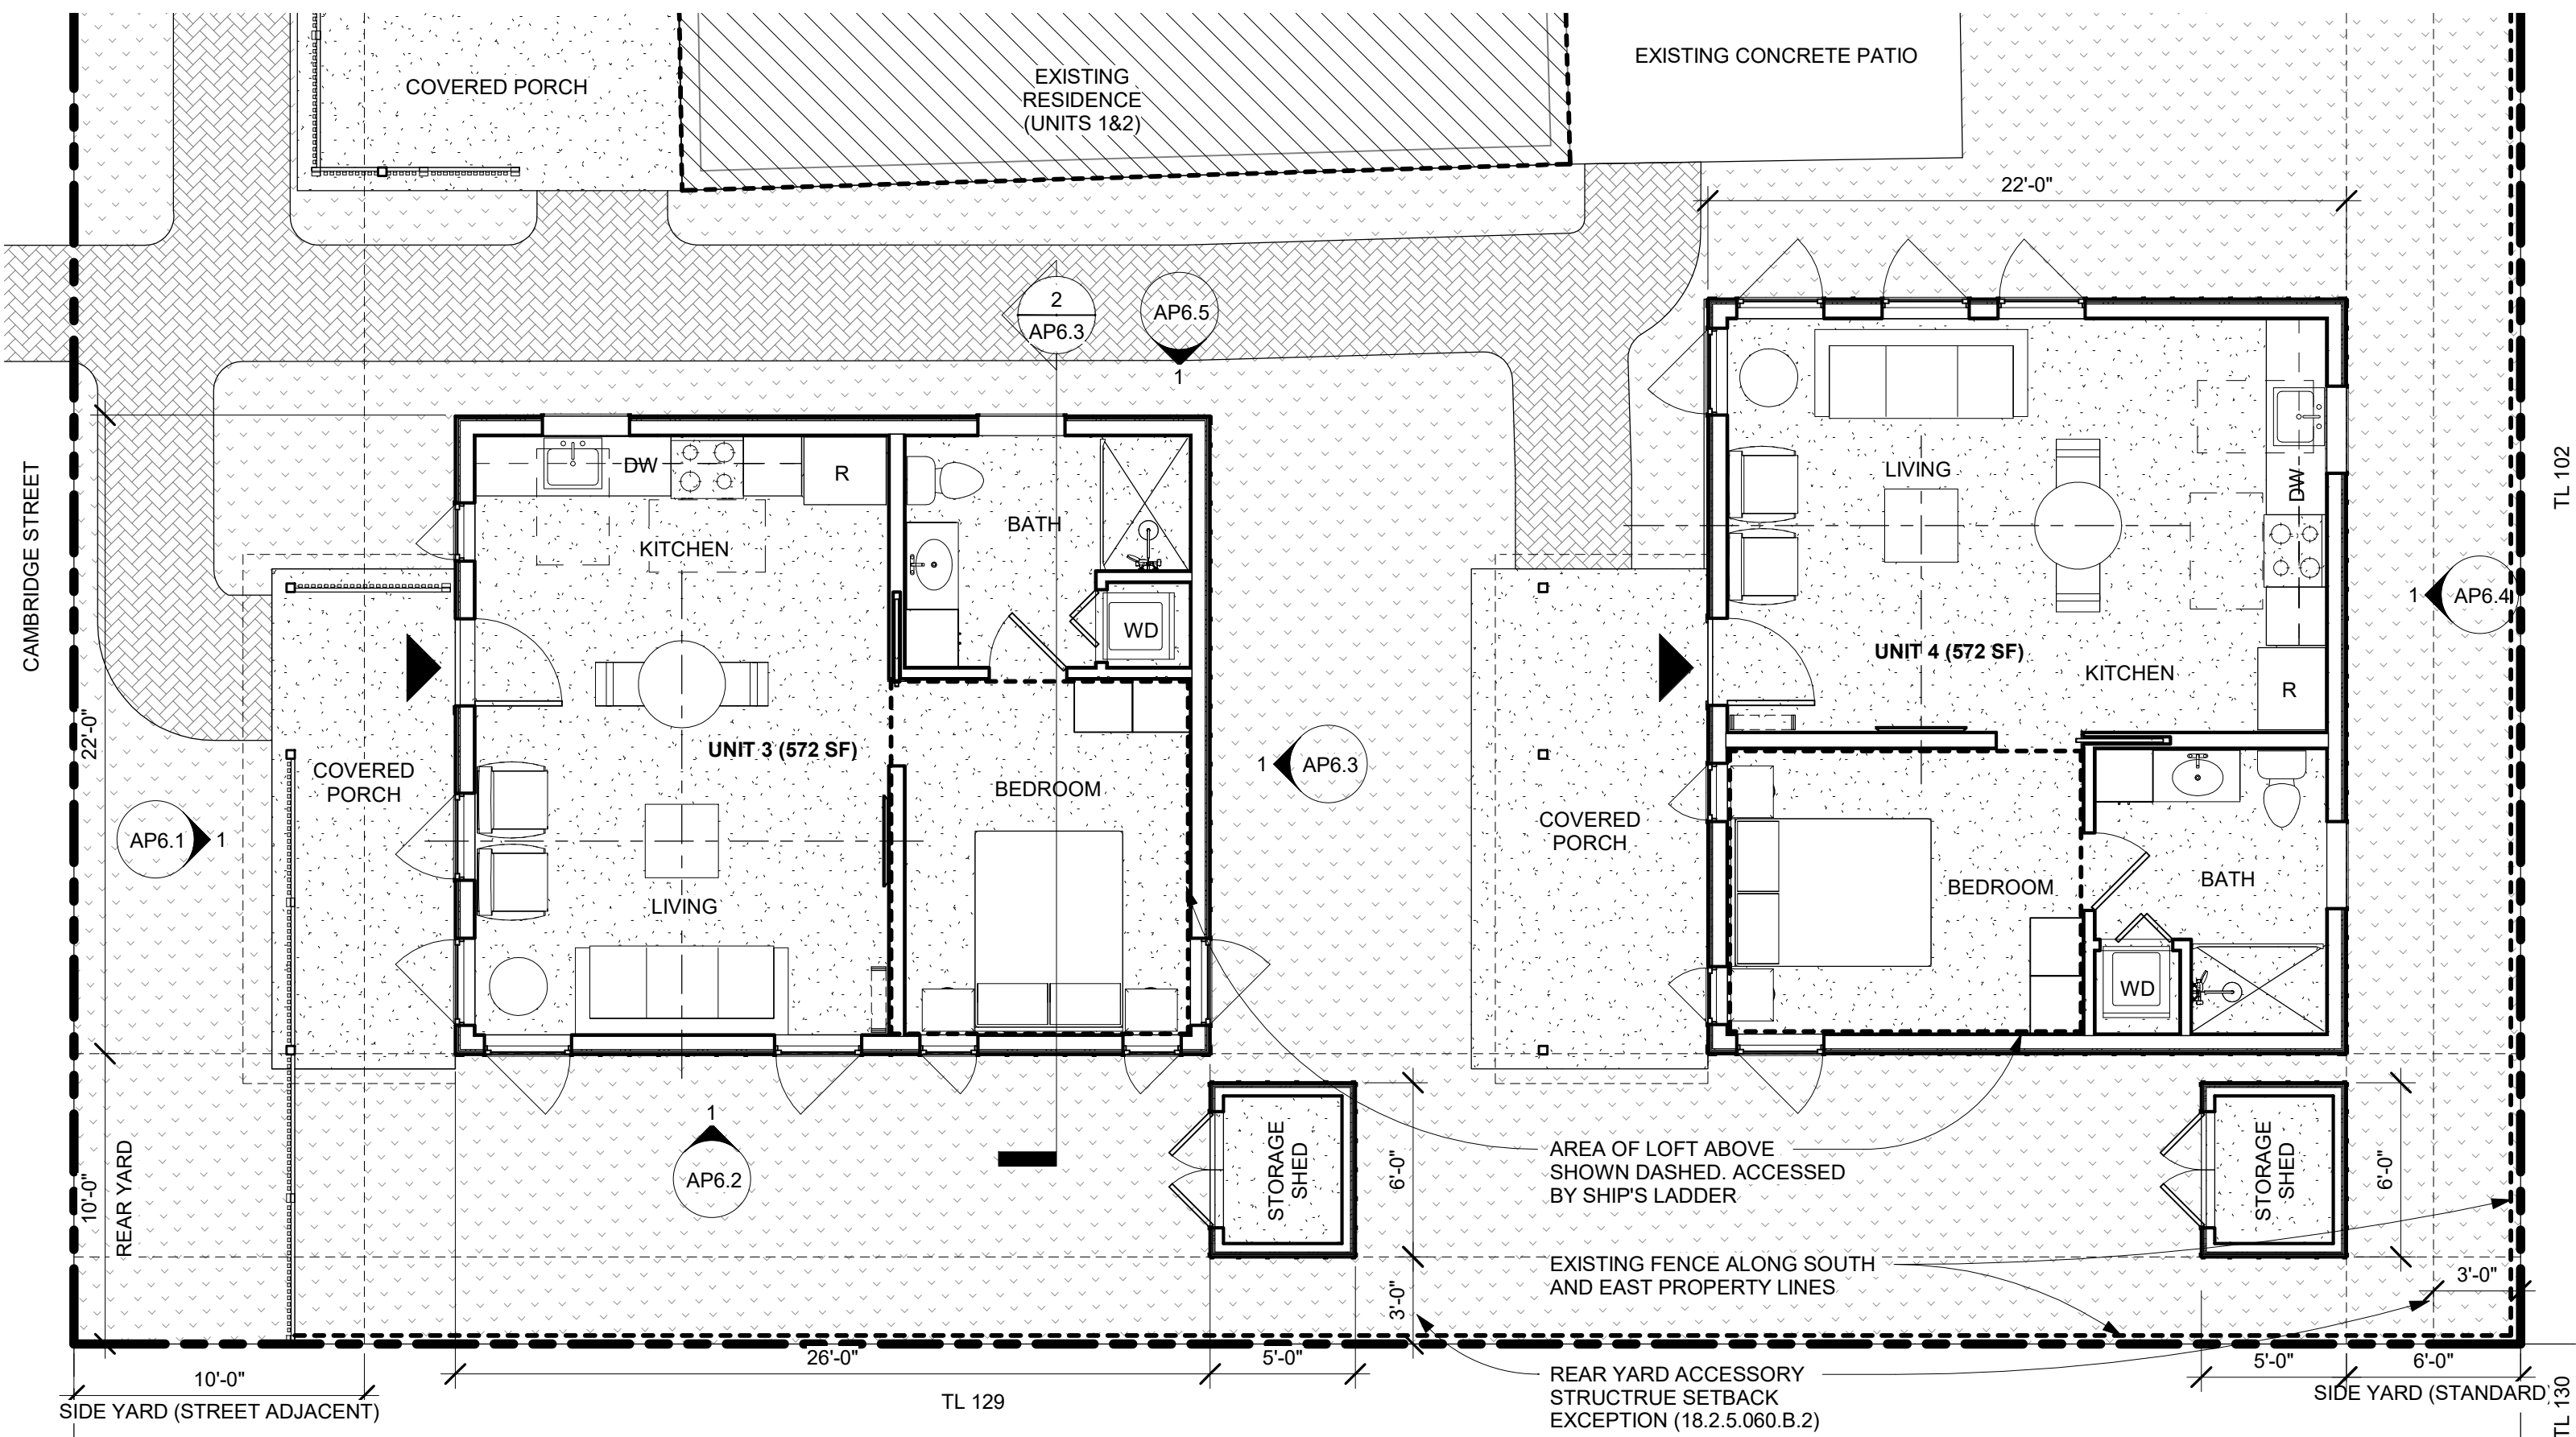 COVERED PORCH
EXISTING
RESIDENCE
(UNITS 1&2)
EXISTING CONCRETE PATIO
22'-0"
2
AP6.3
AP6.5
1
CAMBRIDGE STREET
TL 102
DW
R
KITCHEN
BATH
WD
UNIT 3 (572 SF)
BEDROOM
LIVING
COVERED
PORCH
22'-0"
AP6.1
1
1
AP6.3
LIVING
DW
UNIT 4 (572 SF)
KITCHEN
R
1
AP6.4
COVERED
PORCH
BEDROOM
BATH
WD
10'-0"
REAR YARD
1
AP6.2
STORAGE
SHED
6'-0"
3'-0"
AREA OF LOFT ABOVE
SHOWN DASHED. ACCESSED
BY SHIP'S LADDER
STORAGE
SHED
6'-0"
EXISTING FENCE ALONG SOUTH
AND EAST PROPERTY LINES
3'-0"
10'-0"
SIDE YARD (STREET ADJACENT)
26'-0"
TL 129
5'-0"
REAR YARD ACCESSORY
STRUCTRUE SETBACK
EXCEPTION (18.2.5.060.B.2)
5'-0"
6'-0"
SIDE YARD (STANDARD)
TL 130